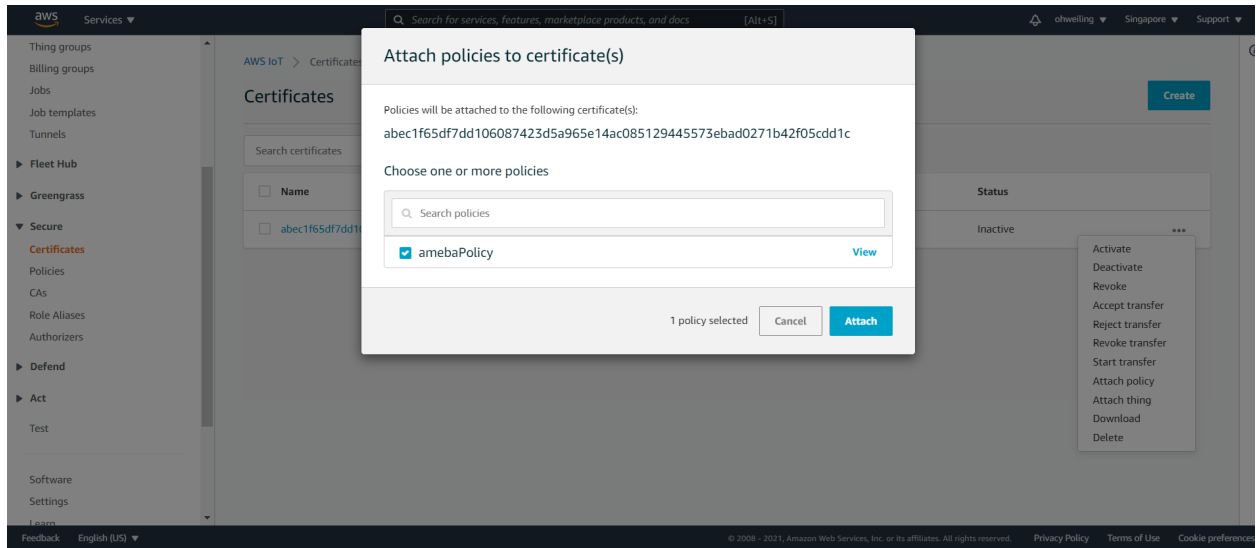 aws Services ▼ Search for services, features, marketplace products, and docs [Alt+S] ohweiling ▼ Singapore ▼ Support ▼
Thing groups
Billing groups
Jobs
Job templates
Tunnels
Fleet Hub
Greengrass
Secure
Certificates
Policies
CAs
Role Aliases
Authorizers
Defend
Act
Test
Software
Settings
Learn
AWS IoT > Certificates
Certificates
Create
Search certificates
Name Status
abec1f65df7dd10 Inactive
Attach policies to certificate(s)
Policies will be attached to the following certificate(s):
abec1f65df7dd106087423d5a965e14ac085129445573ebad0271b42f05cdd1c
Choose one or more policies
Search policies
amebaPolicy View
1 policy selected Cancel Attach
Activate
Deactivate
Revoke
Accept transfer
Reject transfer
Revoke transfer
Start transfer
Attach policy
Attach thing
Download
Delete
Feedback English (US) ▼ © 2008 - 2021, Amazon Web Services, Inc. or its affiliates. All rights reserved. Privacy Policy Terms of Use Cookie preferences